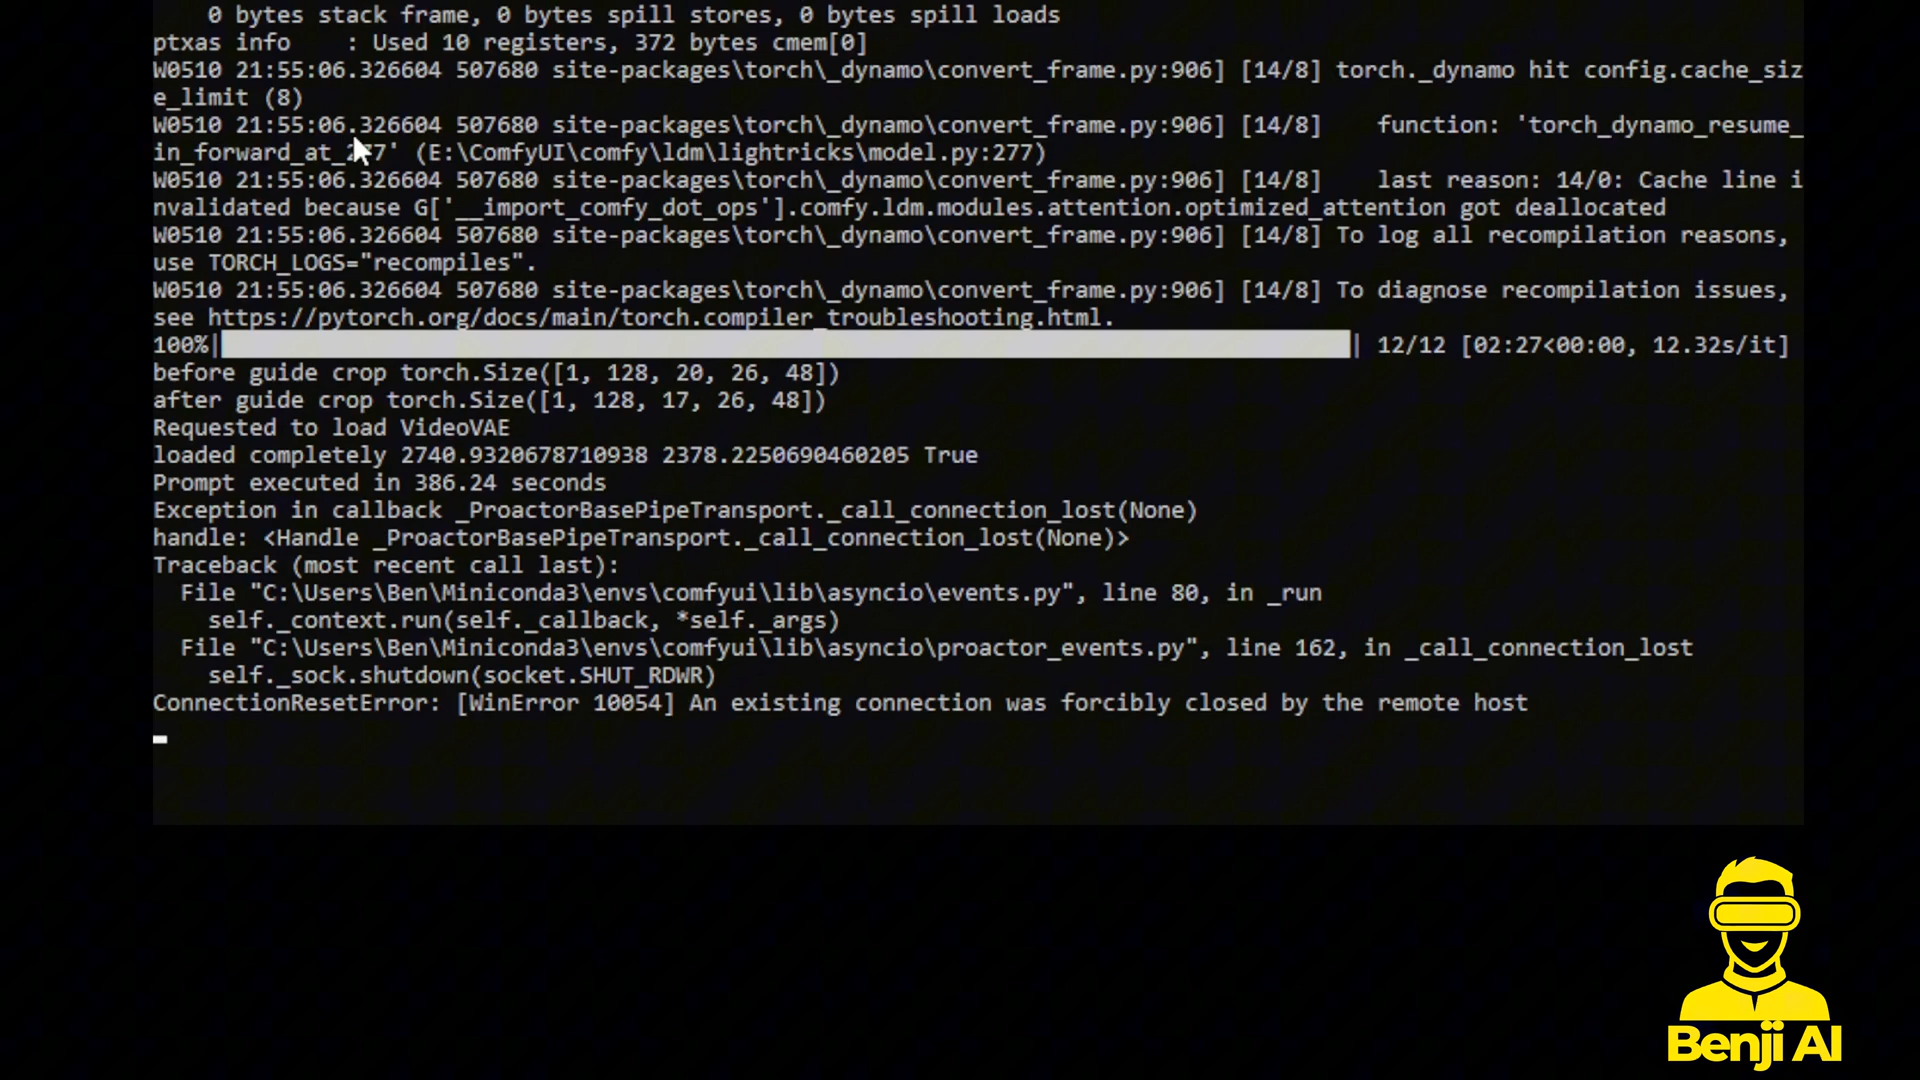 0 bytes stack frame, 0 bytes spill stores, 0 bytes spill loads
ptxas info    : Used 10 registers, 372 bytes cmem[0]
W0510 21:55:06.326604 507680 site-packages\torch\_dynamo\convert_frame.py:906] [14/8] torch._dynamo hit config.cache_siz
e_limit (8)
W0510 21:55:06.326604 507680 site-packages\torch\_dynamo\convert_frame.py:906] [14/8]    function: 'torch_dynamo_resume_
in_forward_at_277' (E:\ComfyUI\comfy\ldm\lightricks\model.py:277)
W0510 21:55:06.326604 507680 site-packages\torch\_dynamo\convert_frame.py:906] [14/8]    last reason: 14/0: Cache line i
nvalidated because G['__import_comfy_dot_ops'].comfy.ldm.modules.attention.optimized_attention got deallocated
W0510 21:55:06.326604 507680 site-packages\torch\_dynamo\convert_frame.py:906] [14/8] To log all recompilation reasons,
use TORCH_LOGS="recompiles".
W0510 21:55:06.326604 507680 site-packages\torch\_dynamo\convert_frame.py:906] [14/8] To diagnose recompilation issues,
see https://pytorch.org/docs/main/torch.compiler_troubleshooting.html.
100%| | 12/12 [02:27<00:00, 12.32s/it]
before guide crop torch.Size([1, 128, 20, 26, 48])
after guide crop torch.Size([1, 128, 17, 26, 48])
Requested to load VideoVAE
loaded completely 2740.9320678710938 2378.2250690460205 True
Prompt executed in 386.24 seconds
Exception in callback _ProactorBasePipeTransport._call_connection_lost(None)
handle: <Handle _ProactorBasePipeTransport._call_connection_lost(None)>
Traceback (most recent call last):
  File "C:\Users\Ben\Miniconda3\envs\comfyui\lib\asyncio\events.py", line 80, in _run
    self._context.run(self._callback, *self._args)
  File "C:\Users\Ben\Miniconda3\envs\comfyui\lib\asyncio\proactor_events.py", line 162, in _call_connection_lost
    self._sock.shutdown(socket.SHUT_RDWR)
ConnectionResetError: [WinError 10054] An existing connection was forcibly closed by the remote host
Benji AI